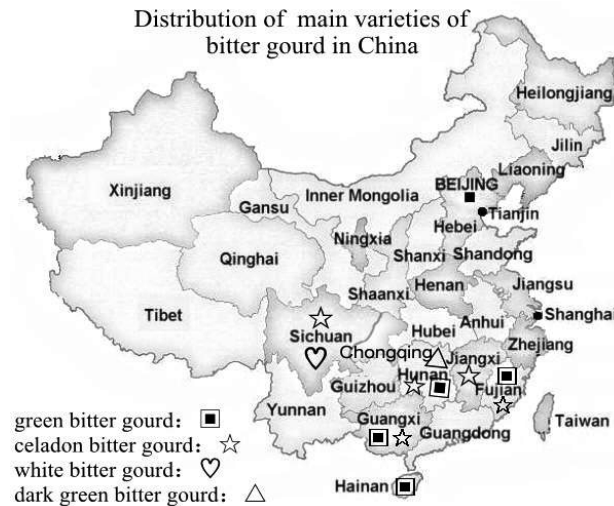 Distribution of main varieties of
bitter gourd in China
Heilongjiang
Jilin
Liaoning
BEIJING
Inner Mongolia
Xinjiang
Gansu
Tianjin
Hebei
Ningxia
Shanxi
Shandong
Qinghai
Henan
Jiangsu
Shaanxi
Tibet
Shanghai
Anhui
Hubei
Sichuan
Zhejiang
Chongqing
Jiangxi
Hunan
Guizhou
Fujian
Yunnan
Guangxi
Guangdong
Taiwan
Hainan
green bitter gourd:
celadon bitter gourd:
white bitter gourd:
dark green bitter gourd: